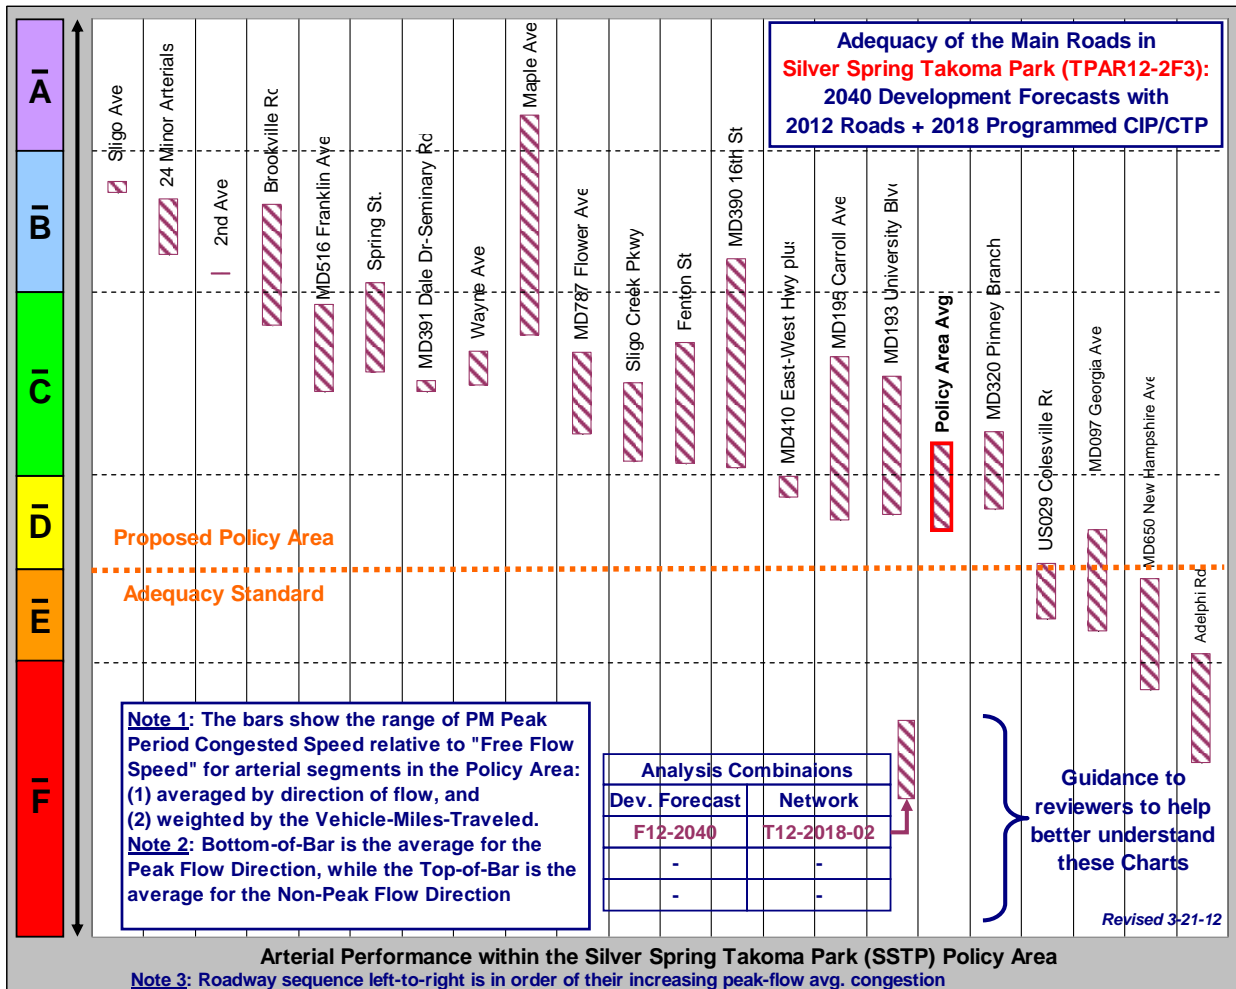 Adequacy of the Main Roads in
Silver Spring Takoma Park (TPAR12-2F3):
2040 Development Forecasts with
2012 Roads + 2018 Programmed CIP/CTP
A
B
C
D
E
F
Sligo Ave
24 Minor Arterials
2nd Ave
Brookville Rd
MD516 Franklin Ave
Spring St.
MD391 Dale Dr-Seminary Rd
Wayne Ave
Maple Ave
MD787 Flower Ave
Sligo Creek Pkwy
Fenton St
MD390 16th St
MD410 East-West Hwy plus
MD195 Carroll Ave
MD193 University Blvd
Policy Area Avg
MD320 Pinney Branch
US029 Colesville Rd
MD097 Georgia Ave
MD650 New Hampshire Ave
Adelphi Rd
Proposed Policy Area
Adequacy Standard
Note 1: The bars show the range of PM Peak
Period Congested Speed relative to "Free Flow
Speed" for arterial segments in the Policy Area:
(1) averaged by direction of flow, and
(2) weighted by the Vehicle-Miles-Traveled.
Note 2: Bottom-of-Bar is the average for the
Peak Flow Direction, while the Top-of-Bar is the
average for the Non-Peak Flow Direction
Analysis Combinaions
Dev. Forecast Network
F12-2040 T12-2018-02
- -
- -
Guidance to
reviewers to help
better understand
these Charts
Revised 3-21-12
Arterial Performance within the Silver Spring Takoma Park (SSTP) Policy Area
Note 3: Roadway sequence left-to-right is in order of their increasing peak-flow avg. congestion